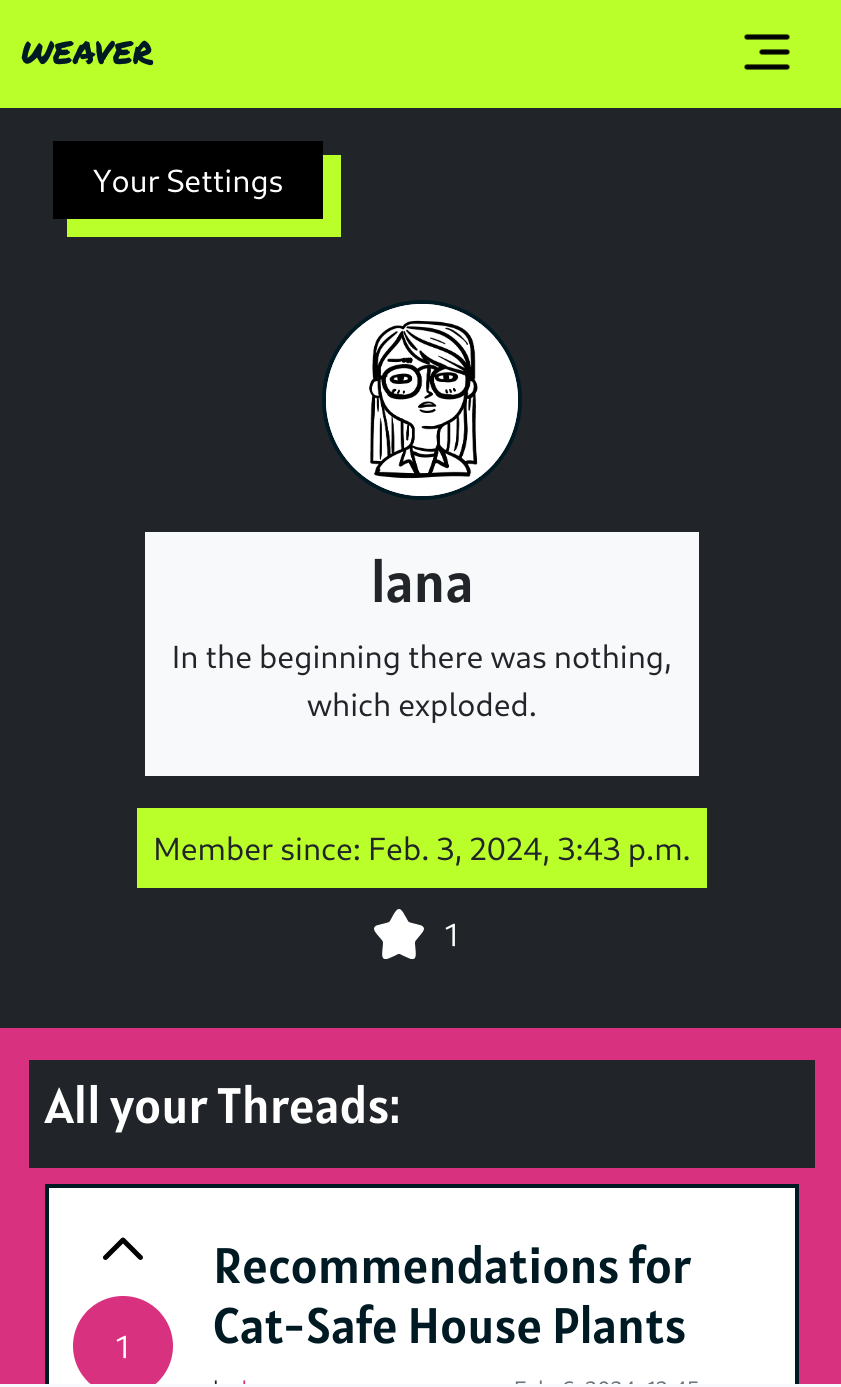 WEAVER
Your Settings
lana
In the beginning there was nothing,
which exploded.
Member since: Feb. 3, 2024, 3:43 p.m.
1
All your Threads:
Recommendations for
Cat-Safe House Plants
1